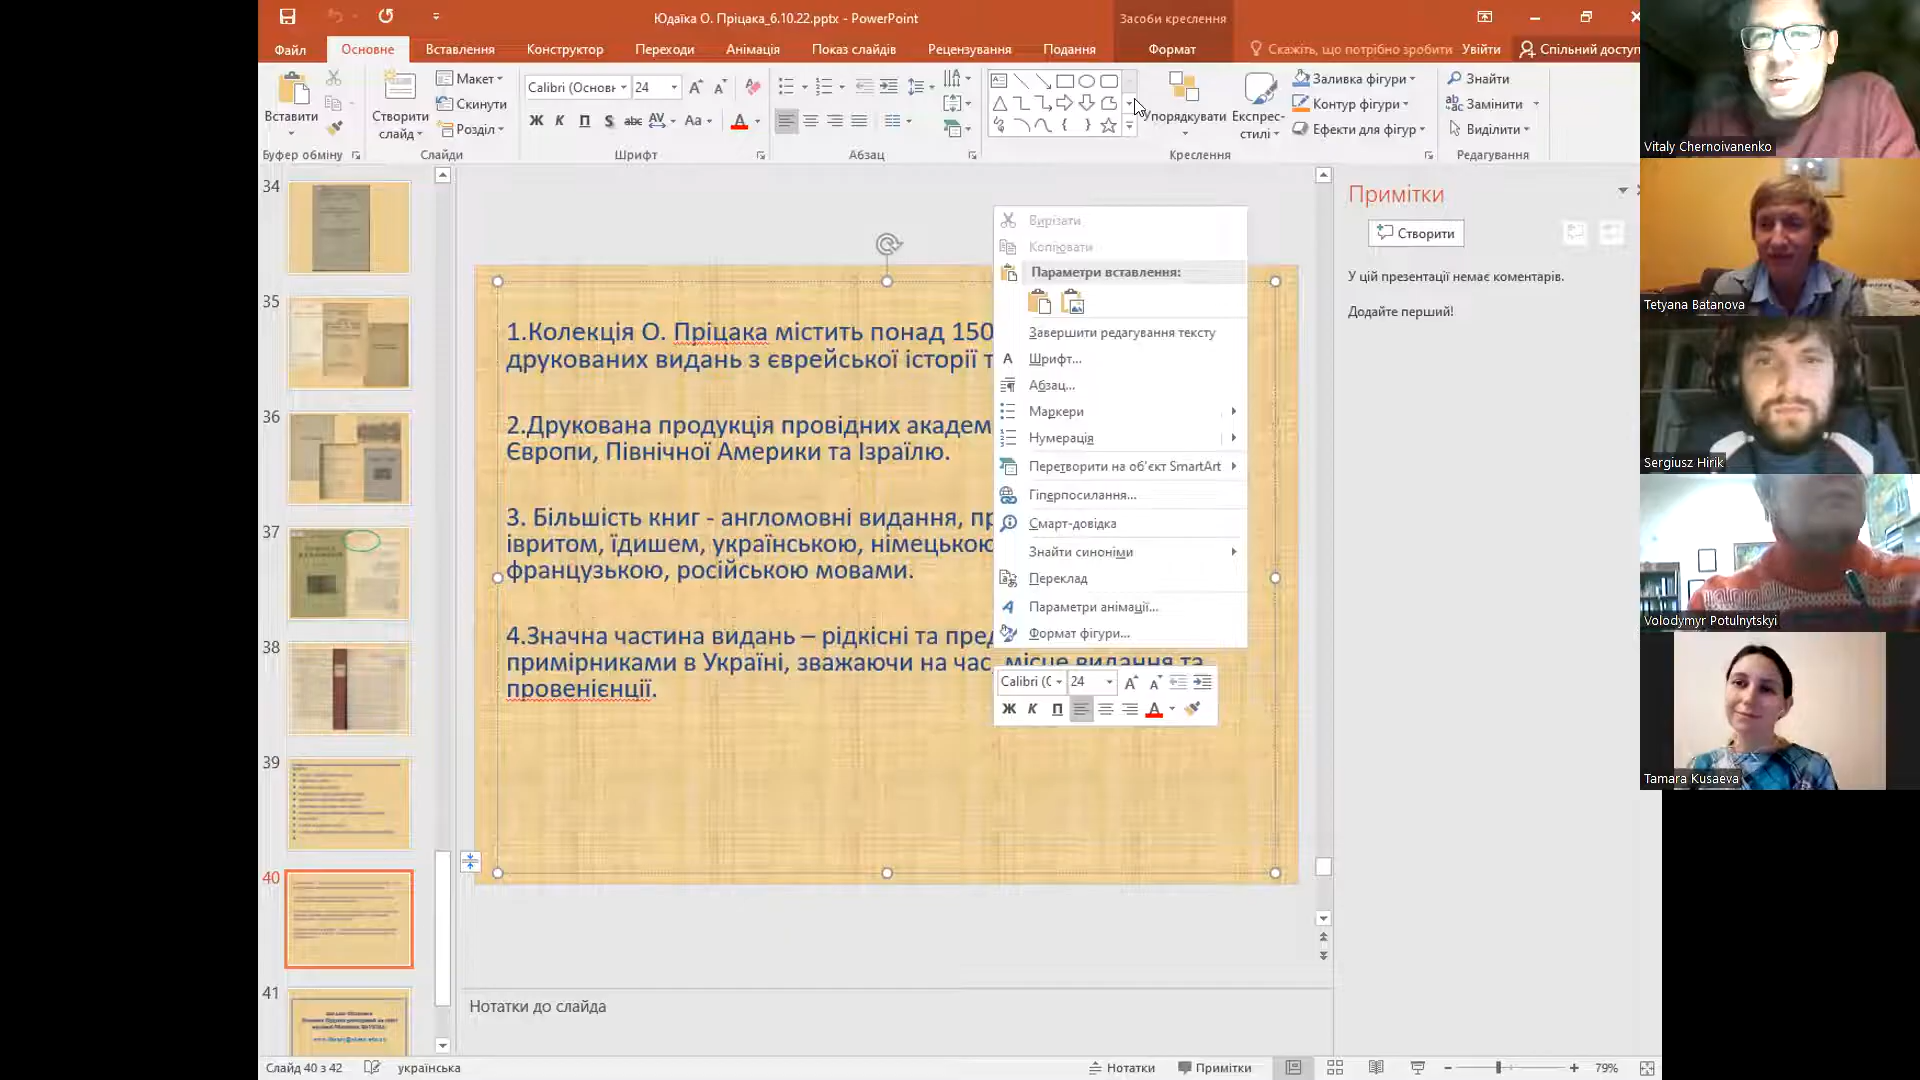 Юдаїка О. Пріцака_6.10.22.pptx - PowerPoint
Засоби креслення
Файл
Основне
Вставлення
Конструктор
Переходи
Анімація
Показ слайдів
Рецензування
Подання
Формат
Скажіть, що потрібно зробити
Увійти
Спільний доступ
Вставити
Створити слайд
Макет
Скинути
Розділ
Calibri (Основн
24
Ж К П S abc AV Aa A
Упорядкувати
Експрес-стилі
Заливка фігури
Контур фігури
Ефекти для фігур
Знайти
Замінити
Виділити
Буфер обміну
Слайди
Шрифт
Абзац
Креслення
Редагування
34
35
36
37
38
39
40
41
1.Колекція О. Пріцака містить понад 150
друкованих видань з єврейської історії т
2.Друкована продукція провідних академ
Європи, Північної Америки та Ізраїлю.
3. Більшість книг - англомовні видання, пр
івритом, їдишем, українською, німецькою
французькою, російською мовами.
4.Значна частина видань – рідкісні та пред
примірниками в Україні, зважаючи на час, місце видання та
провенієнції.
Вирізати
Копіювати
Параметри вставлення:
Завершити редагування тексту
Шрифт...
Абзац...
Маркери
Нумерація
Перетворити на об'єкт SmartArt
Гіперпосилання...
Смарт-довідка
Знайти синоніми
Переклад
Параметри анімації...
Формат фігури...
Calibri (С
24
Ж К П A
Примітки
Створити
У цій презентації немає коментарів.
Додайте перший!
Нотатки до слайда
Слайд 40 з 42
українська
Нотатки
Примітки
79%
Vitaly Chernoivanenko
Tetyana Batanova
Sergiusz Hirik
Volodymyr Potulnytskyi
Tamara Kusaeva